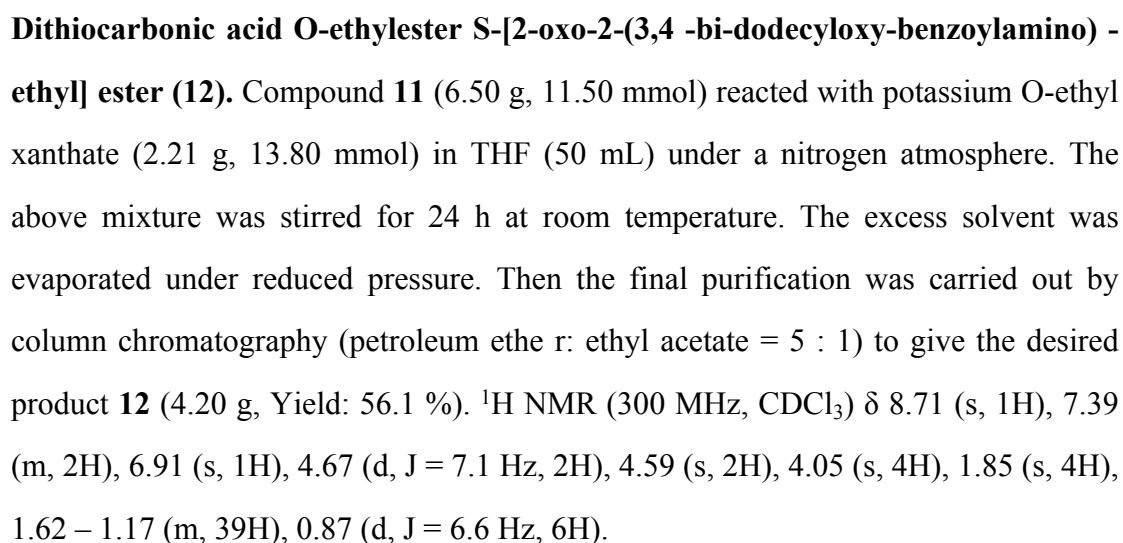 Dithiocarbonic acid O-ethylester S-[2-oxo-2-(3,4 -bi-dodecyloxy-benzoylamino) -
ethyl] ester (12). Compound 11 (6.50 g, 11.50 mmol) reacted with potassium O-ethyl
xanthate (2.21 g, 13.80 mmol) in THF (50 mL) under a nitrogen atmosphere. The
above mixture was stirred for 24 h at room temperature. The excess solvent was
evaporated under reduced pressure. Then the final purification was carried out by
column chromatography (petroleum ethe r: ethyl acetate = 5 : 1) to give the desired
product 12 (4.20 g, Yield: 56.1 %). ¹H NMR (300 MHz, CDCl₃) δ 8.71 (s, 1H), 7.39
(m, 2H), 6.91 (s, 1H), 4.67 (d, J = 7.1 Hz, 2H), 4.59 (s, 2H), 4.05 (s, 4H), 1.85 (s, 4H),
1.62 – 1.17 (m, 39H), 0.87 (d, J = 6.6 Hz, 6H).